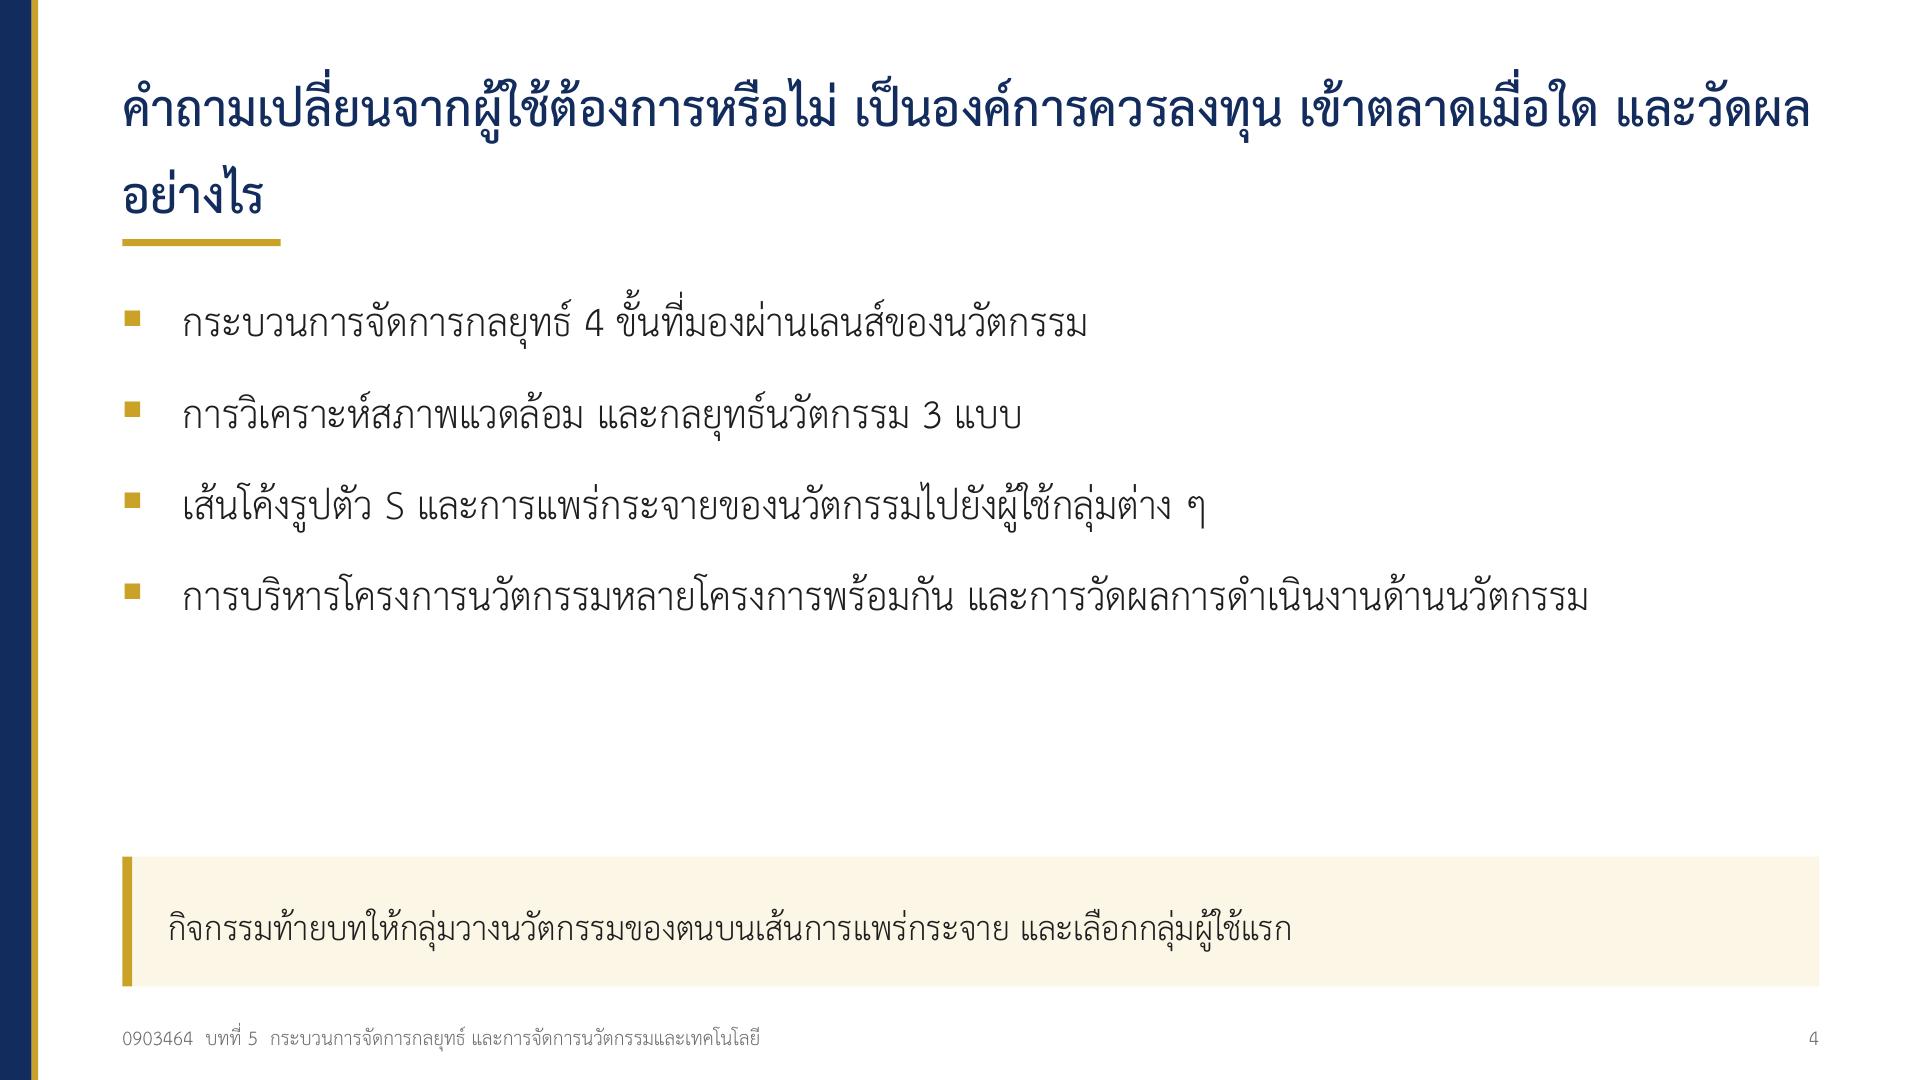 คำถามเปลี่ยนจากผู้ใช้ต้องการหรือไม่ เป็นองค์การควรลงทุน เข้าตลาดเมื่อใด และวัดผล
อย่างไร
กระบวนการจัดการกลยุทธ์ 4 ขั้นที่มองผ่านเลนส์ของนวัตกรรม
การวิเคราะห์สภาพแวดล้อม และกลยุทธ์นวัตกรรม 3 แบบ
เส้นโค้งรูปตัว S และการแพร่กระจายของนวัตกรรมไปยังผู้ใช้กลุ่มต่าง ๆ
การบริหารโครงการนวัตกรรมหลายโครงการพร้อมกัน และการวัดผลการดำเนินงานด้านนวัตกรรม
กิจกรรมท้ายบทให้กลุ่มวางนวัตกรรมของตนบนเส้นการแพร่กระจาย และเลือกกลุ่มผู้ใช้แรก
0903464 บทที่ 5 กระบวนการจัดการกลยุทธ์ และการจัดการนวัตกรรมและเทคโนโลยี
4